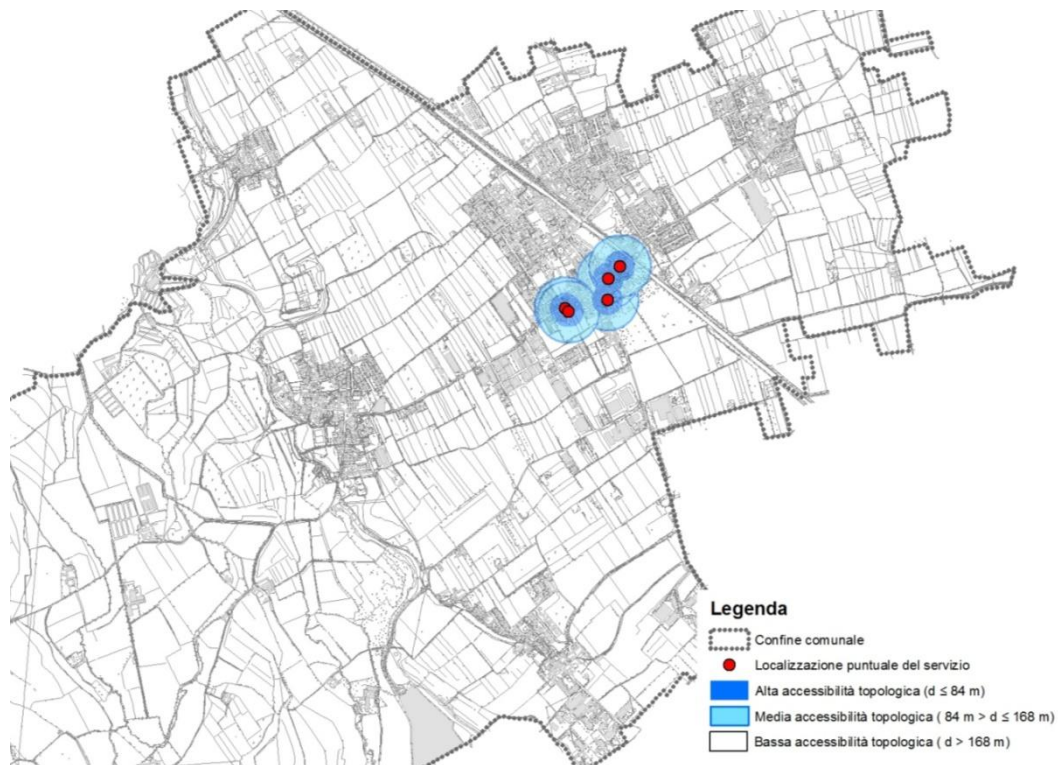 Legenda
Confine comunale
Localizzazione puntuale del servizio
Alta accessibilità topologica (d ≤ 84 m)
Media accessibilità topologica ( 84 m > d ≤ 168 m)
Bassa accessibilità topologica ( d > 168 m)